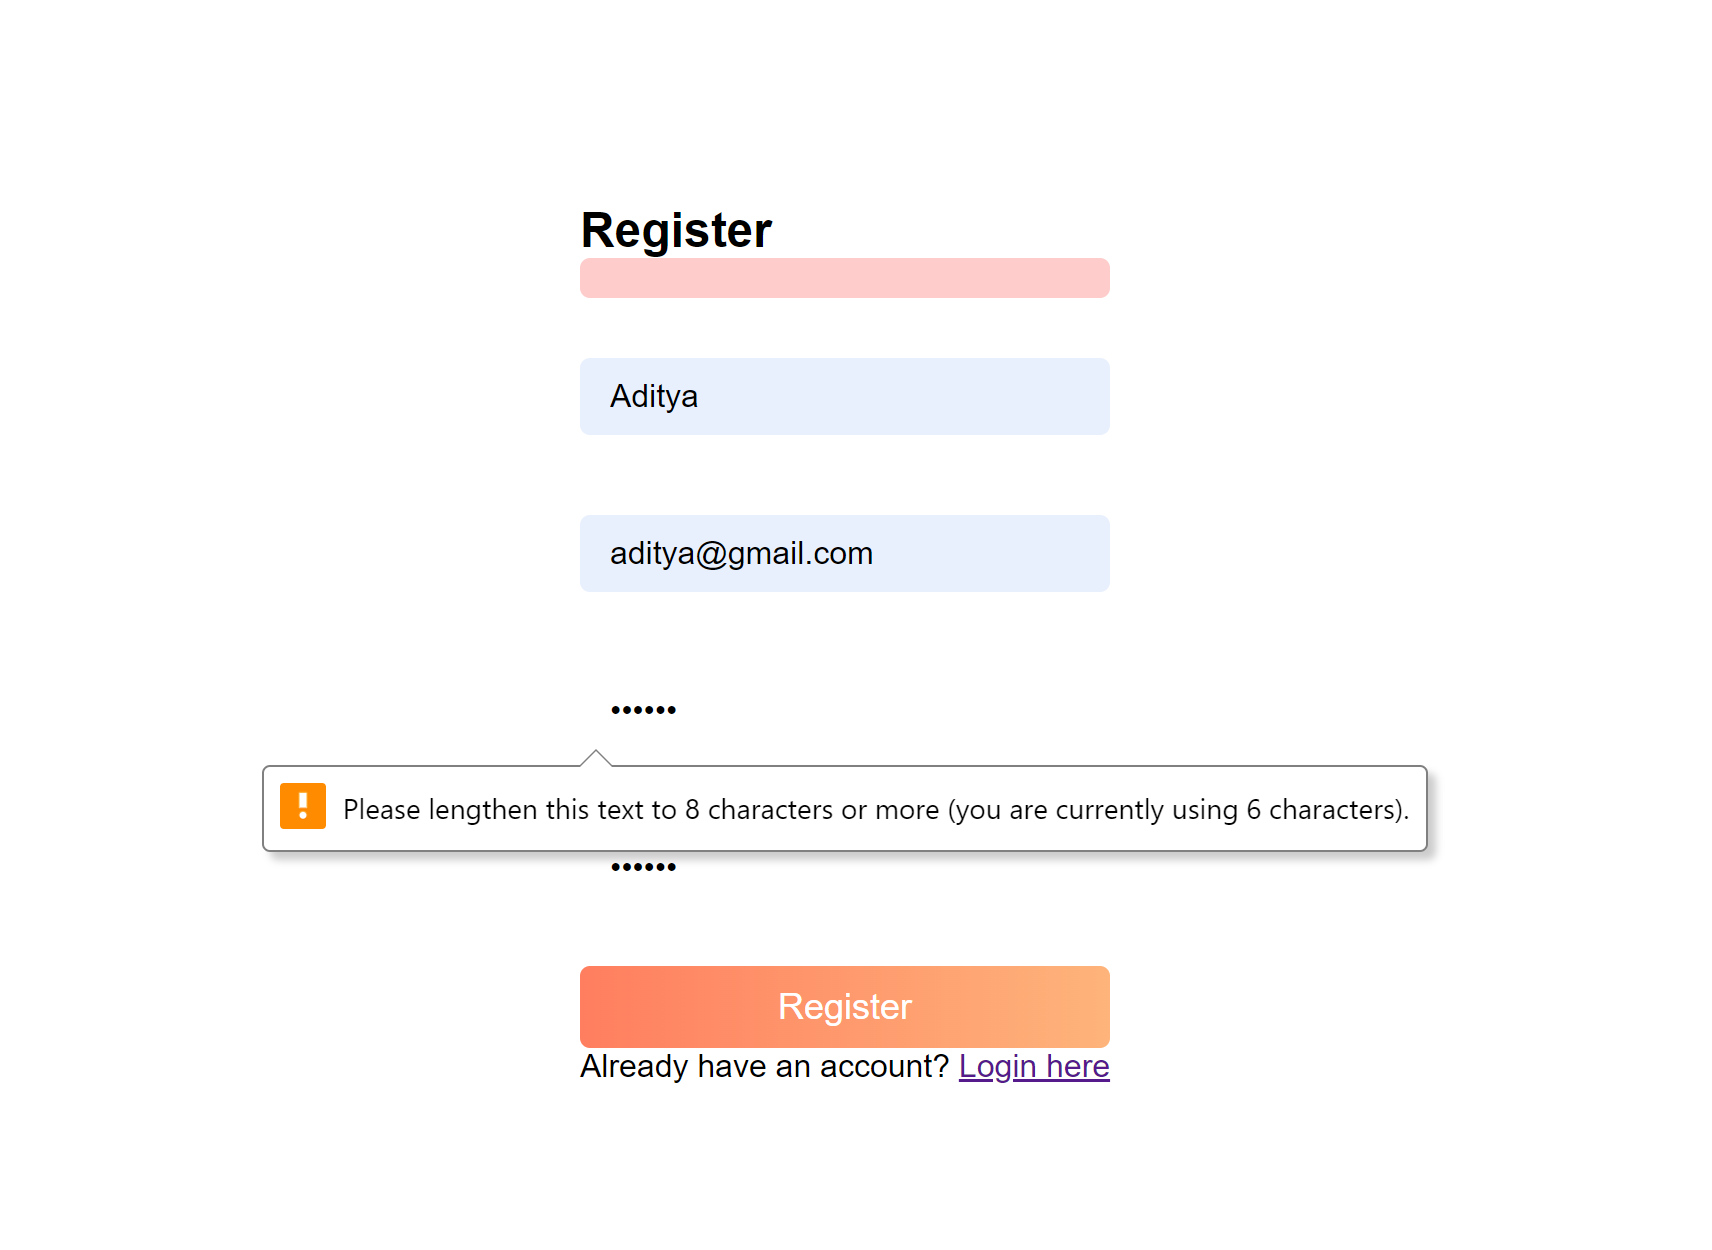 Register
Aditya
aditya@gmail.com
••••••
Please lengthen this text to 8 characters or more (you are currently using 6 characters).
••••••
Register
Already have an account? Login here